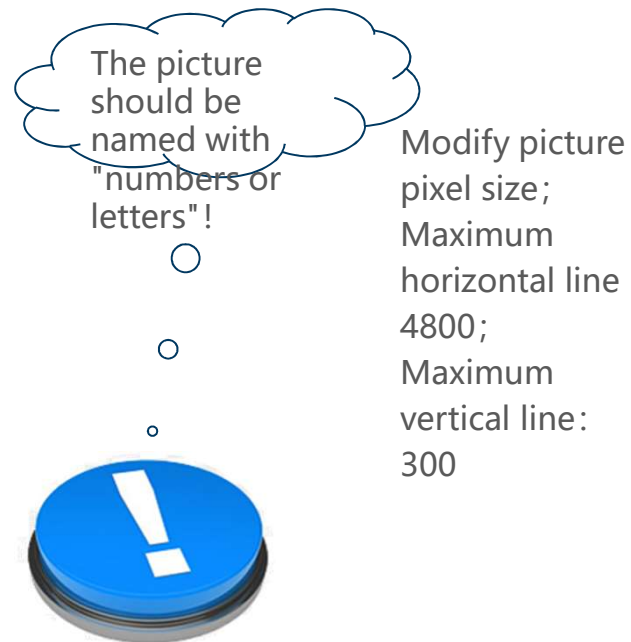 The picture
should be
named with
"numbers or
letters"!
Modify picture
pixel size；
Maximum
horizontal line
4800；
Maximum
vertical line：
300